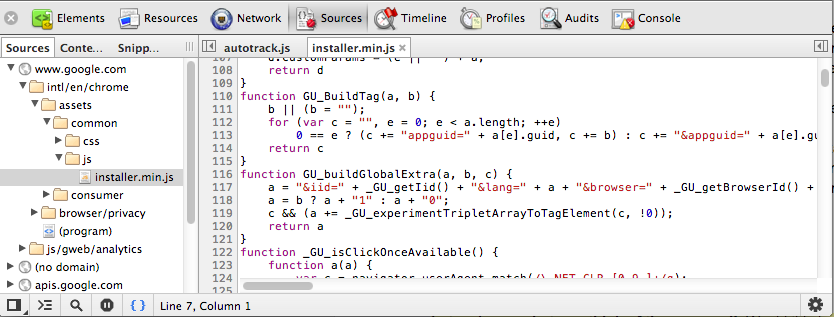 Elements Resources Network Sources Timeline Profiles Audits Console
Sources Conte... Snipp...
autotrack.js installer.min.js
www.google.com
intl/en/chrome
assets
common
css
js
installer.min.js
consumer
browser/privacy
(program)
js/gweb/analytics
(no domain)
apis.google.com
108 return d
109 }
110 function GU_BuildTag(a, b) {
111 b || (b = "");
112 for (var c = "", e = 0; e < a.length; ++e)
113 0 == e ? (c += "appguid=" + a[e].guid, c += b) : c += "&appguid=" + a[e].gu
114 return c
115 }
116 function GU_buildGlobalExtra(a, b, c) {
117 a = "&iid=" + _GU_getIid() + "&lang=" + a + "&browser=" + _GU_getBrowserId() +
118 a = b ? a + "1" : a + "0";
119 c && (a += _GU_experimentTripletArrayToTagElement(c, !0));
120 return a
121 }
122 function _GU_isClickOnceAvailable() {
123 function a(a) {
124
125
{ } Line 7, Column 1